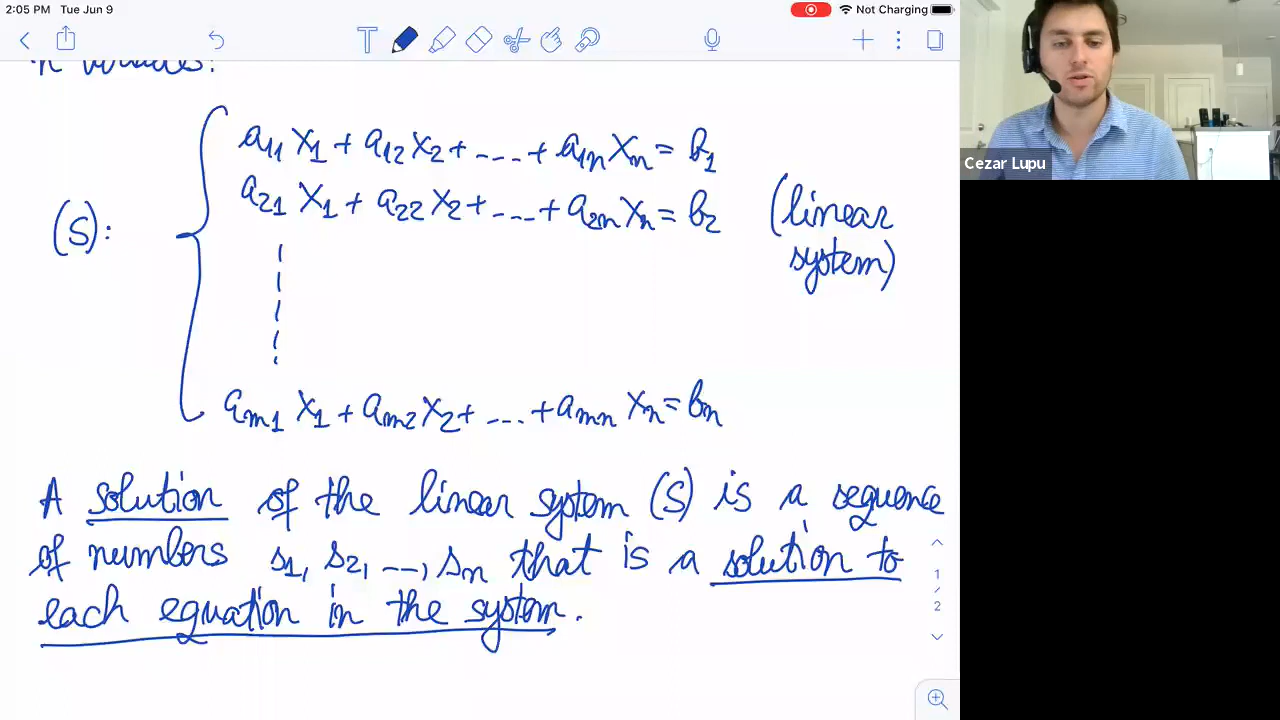 2:05 PM Tue Jun 9
Not Charging
Cezar Lupu
a11 x1 + a12 x2 + ---- + a1n xn = b1
a21 x1 + a22 x2 + ---- + a2n xn = b2
(S):
(linear
system)
am1 x1 + am2 x2 + ---- + amn xn = bn
A solution of the linear system (S) is a sequence
of numbers s1, s2, ---, sn that is a solution to
each equation in the system.
1
/
2